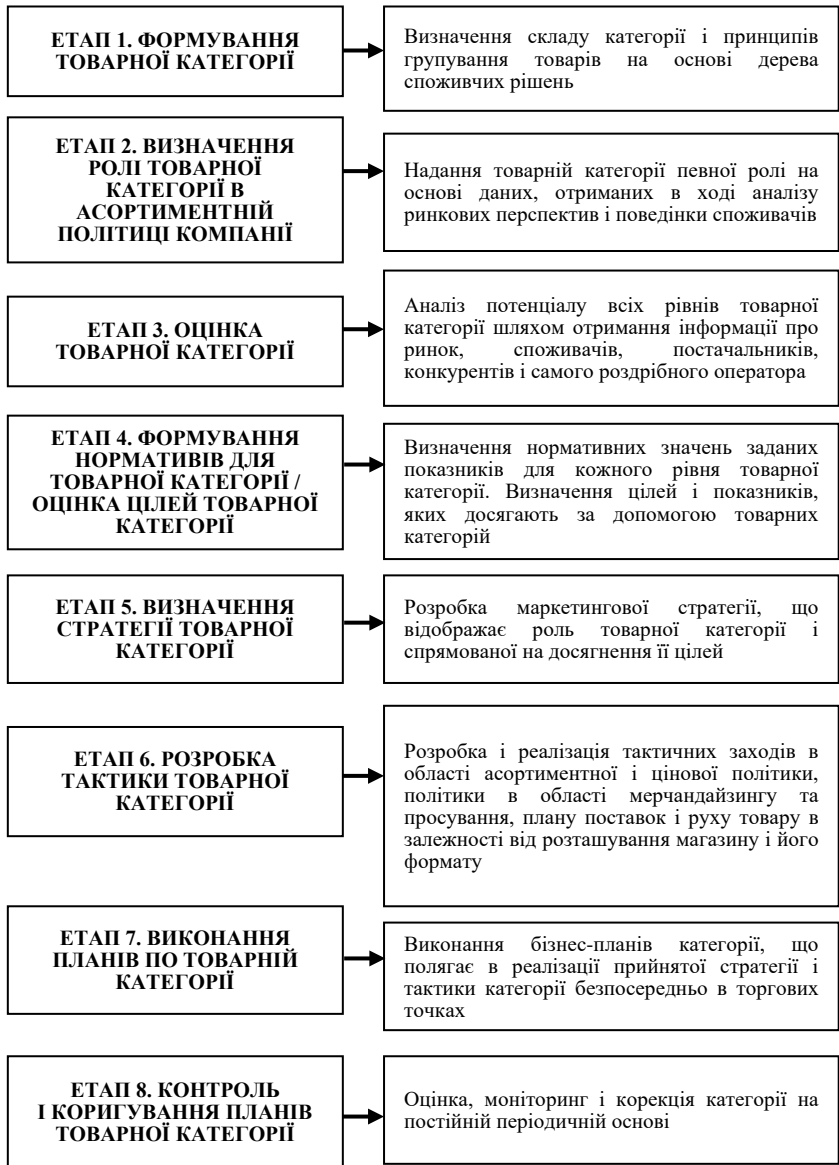 ЕТАП 1. ФОРМУВАННЯ
ТОВАРНОЇ КАТЕГОРІЇ
Визначення складу категорії і принципів
групування товарів на основі дерева
споживчих рішень
ЕТАП 2. ВИЗНАЧЕННЯ
РОЛІ ТОВАРНОЇ
КАТЕГОРІЇ В
АСОРТИМЕНТНІЙ
ПОЛІТИЦІ КОМПАНІЇ
Надання товарній категорії певної ролі на
основі даних, отриманих в ході аналізу
ринкових перспектив і поведінки споживачів
ЕТАП 3. ОЦІНКА
ТОВАРНОЇ КАТЕГОРІЇ
Аналіз потенціалу всіх рівнів товарної
категорії шляхом отримання інформації про
ринок, споживачів, постачальників,
конкурентів і самого роздрібного оператора
ЕТАП 4. ФОРМУВАННЯ
НОРМАТИВІВ ДЛЯ
ТОВАРНОЇ КАТЕГОРІЇ /
ОЦІНКА ЦІЛЕЙ ТОВАРНОЇ
КАТЕГОРІЇ
Визначення нормативних значень заданих
показників для кожного рівня товарної
категорії. Визначення цілей і показників,
яких досягають за допомогою товарних
категорій
ЕТАП 5. ВИЗНАЧЕННЯ
СТРАТЕГІЇ ТОВАРНОЇ
КАТЕГОРІЇ
Розробка маркетингової стратегії, що
відображає роль товарної категорії і
спрямованої на досягнення її цілей
ЕТАП 6. РОЗРОБКА
ТАКТИКИ ТОВАРНОЇ
КАТЕГОРІЇ
Розробка і реалізація тактичних заходів в
області асортиментної і цінової політики,
політики в області мерчандайзингу та
просування, плану поставок і руху товару в
залежності від розташування магазину і його
формату
ЕТАП 7. ВИКОНАННЯ
ПЛАНІВ ПО ТОВАРНІЙ
КАТЕГОРІЇ
Виконання бізнес-планів категорії, що
полягає в реалізації прийнятої стратегії і
тактики категорії безпосередньо в торгових
точках
ЕТАП 8. КОНТРОЛЬ
І КОРИГУВАННЯ ПЛАНІВ
ТОВАРНОЇ КАТЕГОРІЇ
Оцінка, моніторинг і корекція категорії на
постійній періодичній основі